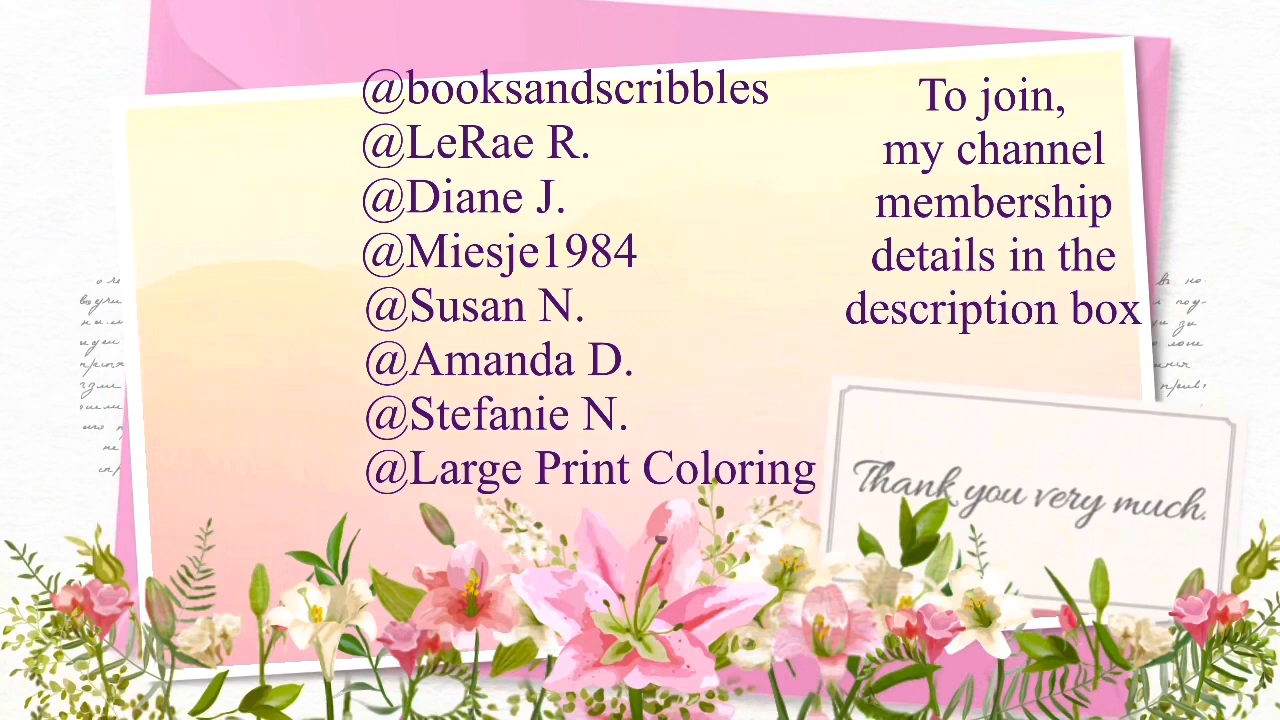 @booksandscribbles
@LeRae R.
@Diane J.
@Miesje1984
@Susan N.
@Amanda D.
@Stefanie N.
@Large Print Coloring
To join,
my channel
membership
details in the
description box
Thank you very much.